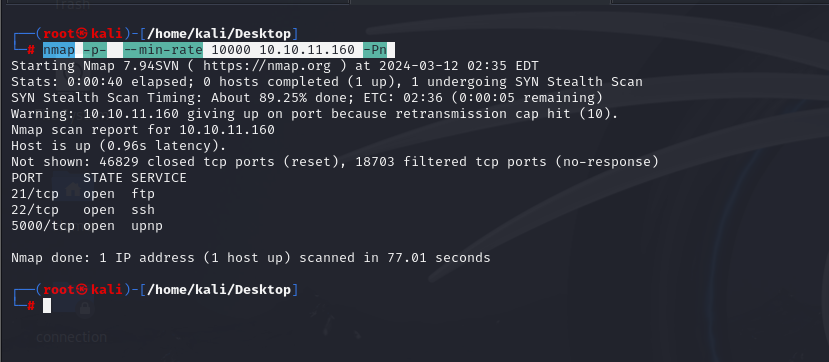 Trash
┌──(root㉿kali)-[/home/kali/Desktop]
└─# nmap -p- --min-rate 10000 10.10.11.160 -Pn
Starting Nmap 7.94SVN ( https://nmap.org ) at 2024-03-12 02:35 EDT
Stats: 0:00:40 elapsed; 0 hosts completed (1 up), 1 undergoing SYN Stealth Scan
SYN Stealth Scan Timing: About 89.25% done; ETC: 02:36 (0:00:05 remaining)
Warning: 10.10.11.160 giving up on port because retransmission cap hit (10).
Nmap scan report for 10.10.11.160
Host is up (0.96s latency).
Not shown: 46829 closed tcp ports (reset), 18703 filtered tcp ports (no-response)
PORT     STATE SERVICE
21/tcp   open  ftp
22/tcp   open  ssh
5000/tcp open  upnp
Nmap done: 1 IP address (1 host up) scanned in 77.01 seconds
┌──(root㉿kali)-[/home/kali/Desktop]
└─#
connection